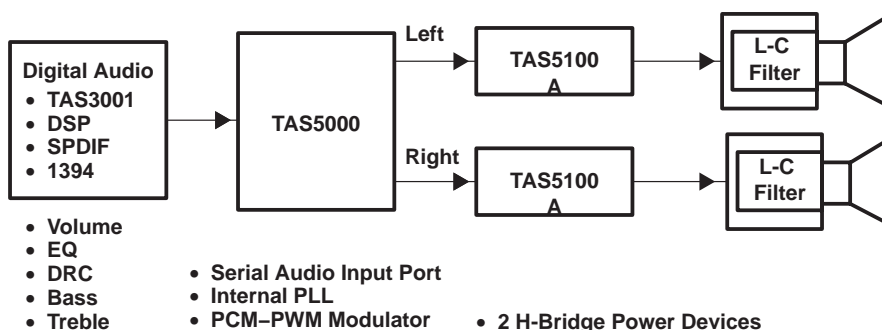 Digital Audio
• TAS3001
• DSP
• SPDIF
• 1394
TAS5000
Left
TAS5100
A
L-C
Filter
Right
TAS5100
A
L-C
Filter
• Volume
• EQ
• DRC
• Bass
• Treble
• Serial Audio Input Port
• Internal PLL
• PCM–PWM Modulator
• 2 H-Bridge Power Devices